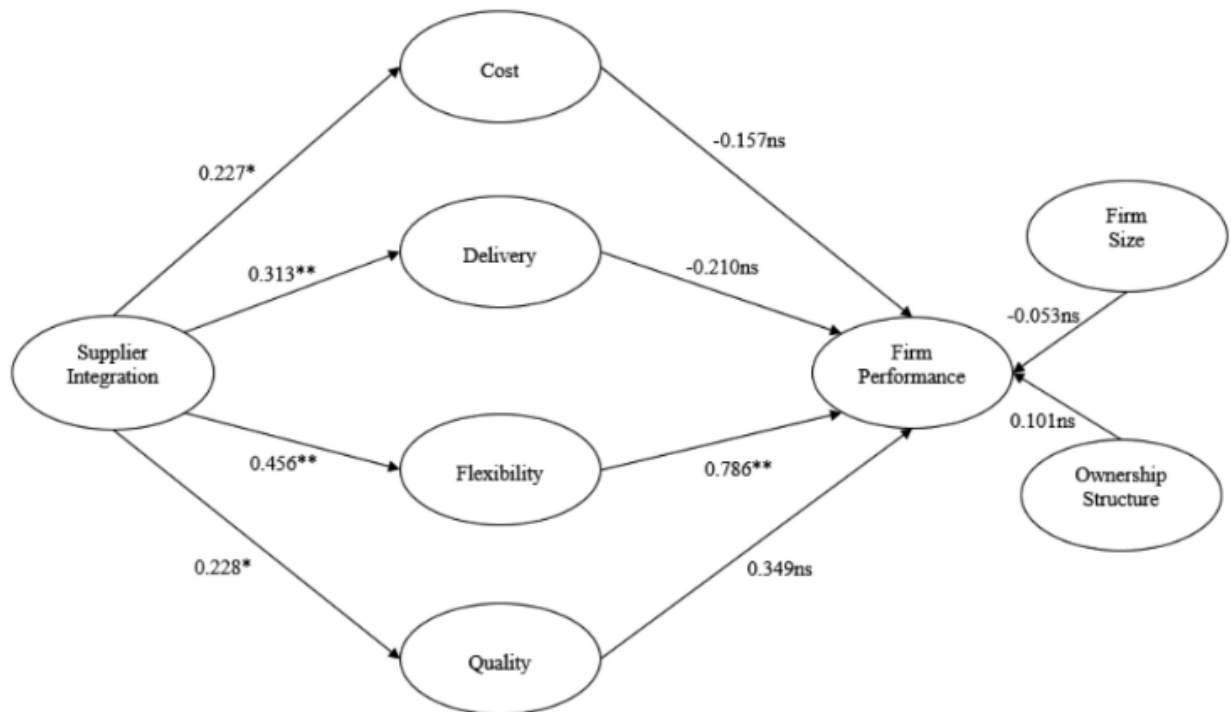 Cost
-0.157ns
0.227*
Firm
Size
Delivery
0.313**
-0.210ns
-0.053ns
Supplier
Integration
Firm
Performance
0.101ns
0.456**
Flexibility
0.786**
Ownership
Structure
0.228*
0.349ns
Quality